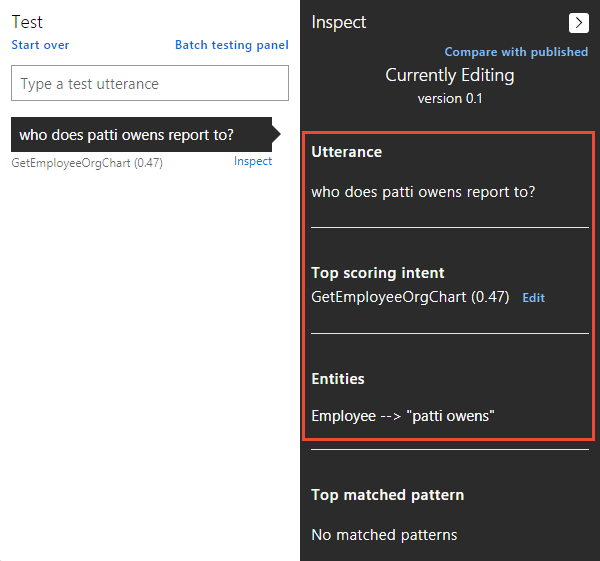 Test
Start over
Batch testing panel
Type a test utterance
who does patti owens report to?
GetEmployeeOrgChart (0.47)
Inspect
Inspect
Compare with published
Currently Editing
version 0.1
Utterance
who does patti owens report to?
Top scoring intent
GetEmployeeOrgChart (0.47) Edit
Entities
Employee --> "patti owens"
Top matched pattern
No matched patterns